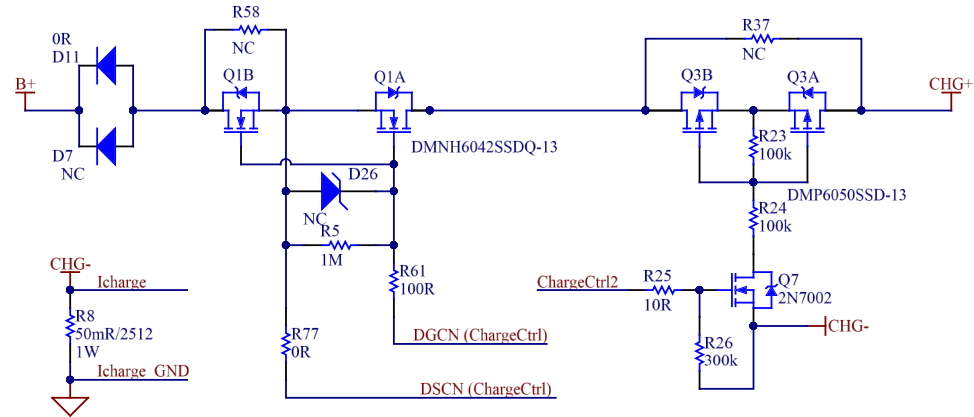 R58
NC
R37
NC
0R
D11
B+
Q1B
Q1A
Q3B
Q3A
CHG+
DMNH6042SSDQ-13
R23
100k
D7
NC
D26
NC
DMP6050SSD-13
R24
100k
R5
1M
CHG-
Icharge
R61
100R
ChargeCtrl2
R25
10R
Q7
2N7002
R8
50mR/2512
1W
R77
0R
DGCN (ChargeCtrl)
CHG-
R26
300k
Icharge_GND
DSCN (ChargeCtrl)